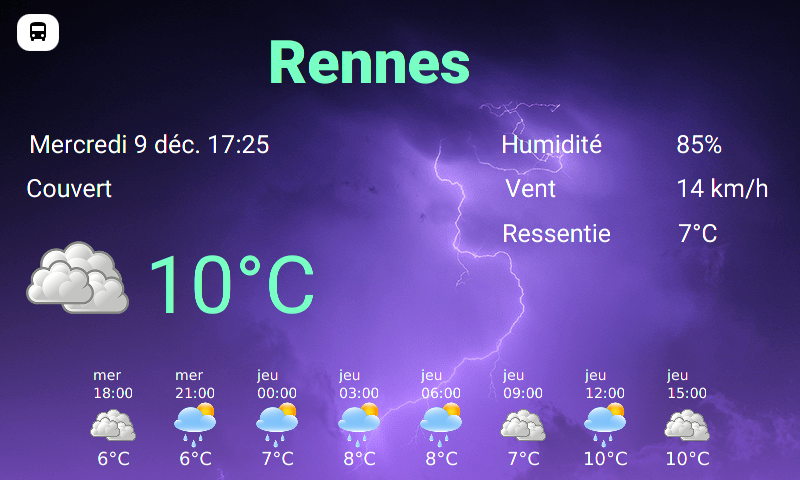 Rennes
Mercredi 9 déc. 17:25
Couvert
Humidité 85%
Vent 14 km/h
Ressentie 7°C
10°C
mer mer jeu jeu jeu jeu jeu jeu
18:00 21:00 00:00 03:00 06:00 09:00 12:00 15:00
6°C 6°C 7°C 8°C 8°C 7°C 10°C 10°C